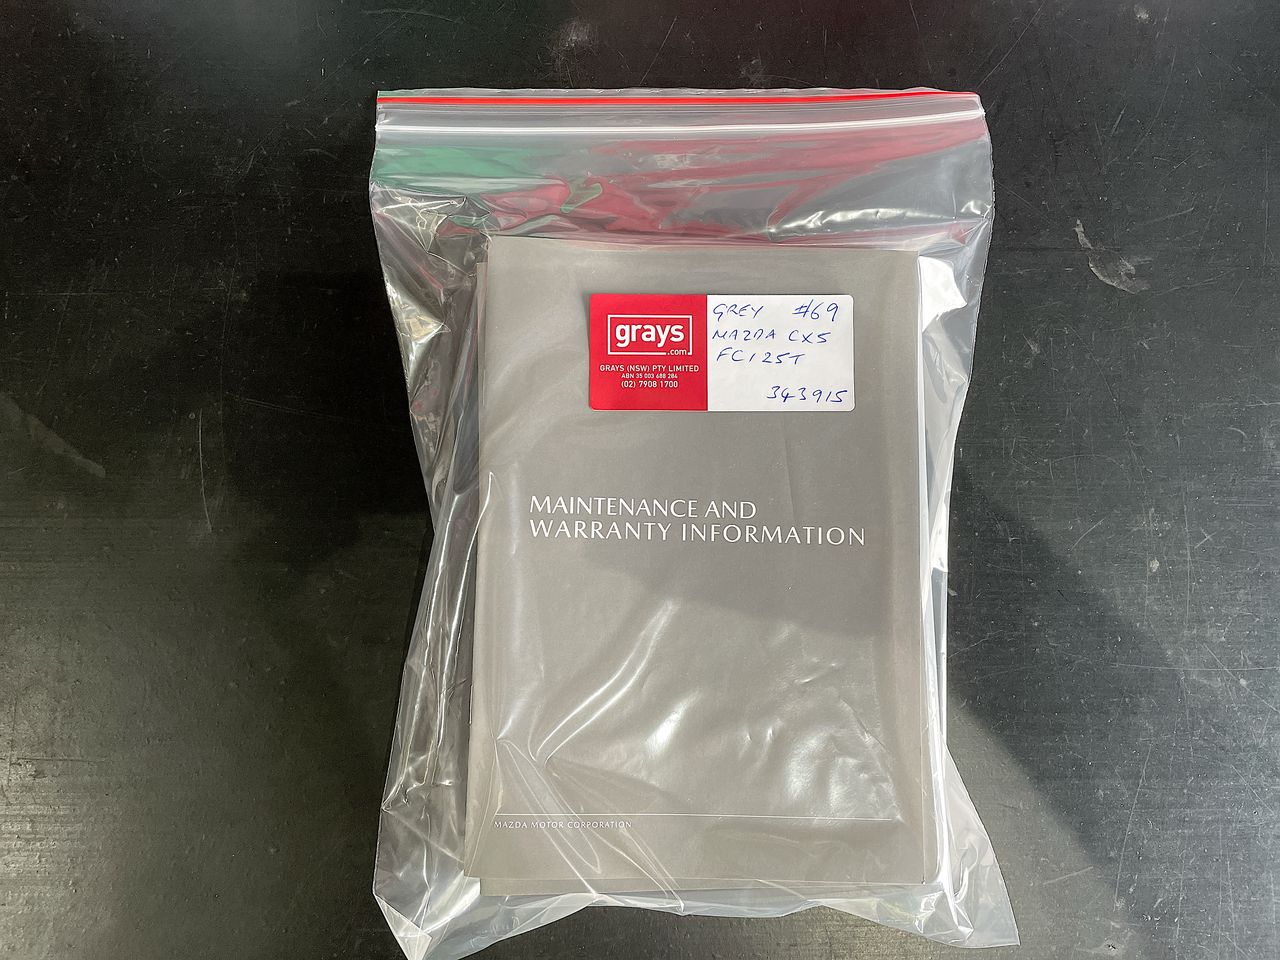 grays
.com
GRAYS (NSW) PTY LIMITED
ABN 35 003 688 284
(02) 7908 1700
GREY #69
MAZDA CX5
FC125T
343915
MAINTENANCE AND
WARRANTY INFORMATION
MAZDA MOTOR CORPORATION